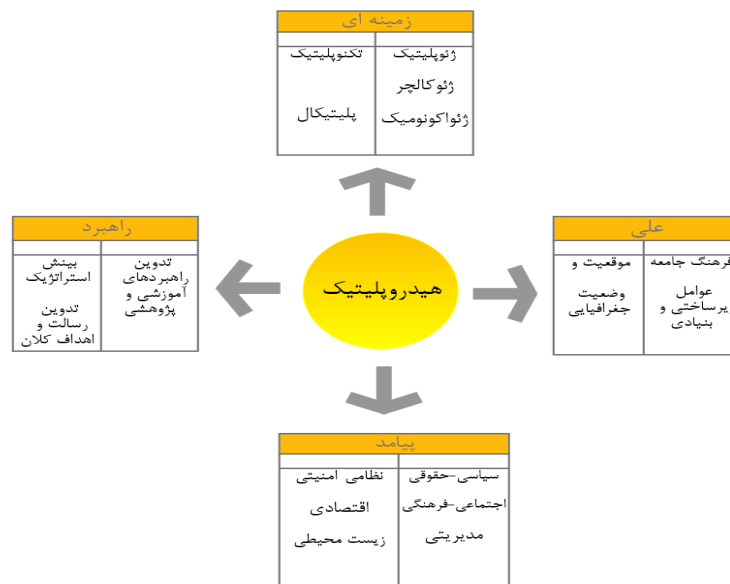 زمینه ای
ژئوپلیتیک
ژئوکالچر
ژئواکونومیک
تکنوپلیتیک
پلیتیکال
علی
فرهنگ جامعه
عوامل
زیرساختی و
بنیادی
موقعیت و
وضعیت
جغرافیایی
هیدروپلیتیک
راهبرد
تدوین
راهبردهای
آموزشی و
پژوهشی
بینش
استراتژیک
تدوین
رسالت و
اهداف کلان
پیامد
سیاسی-حقوقی
اجتماعی-فرهنگی
مدیریتی
نظامی امنیتی
اقتصادی
زیست محیطی